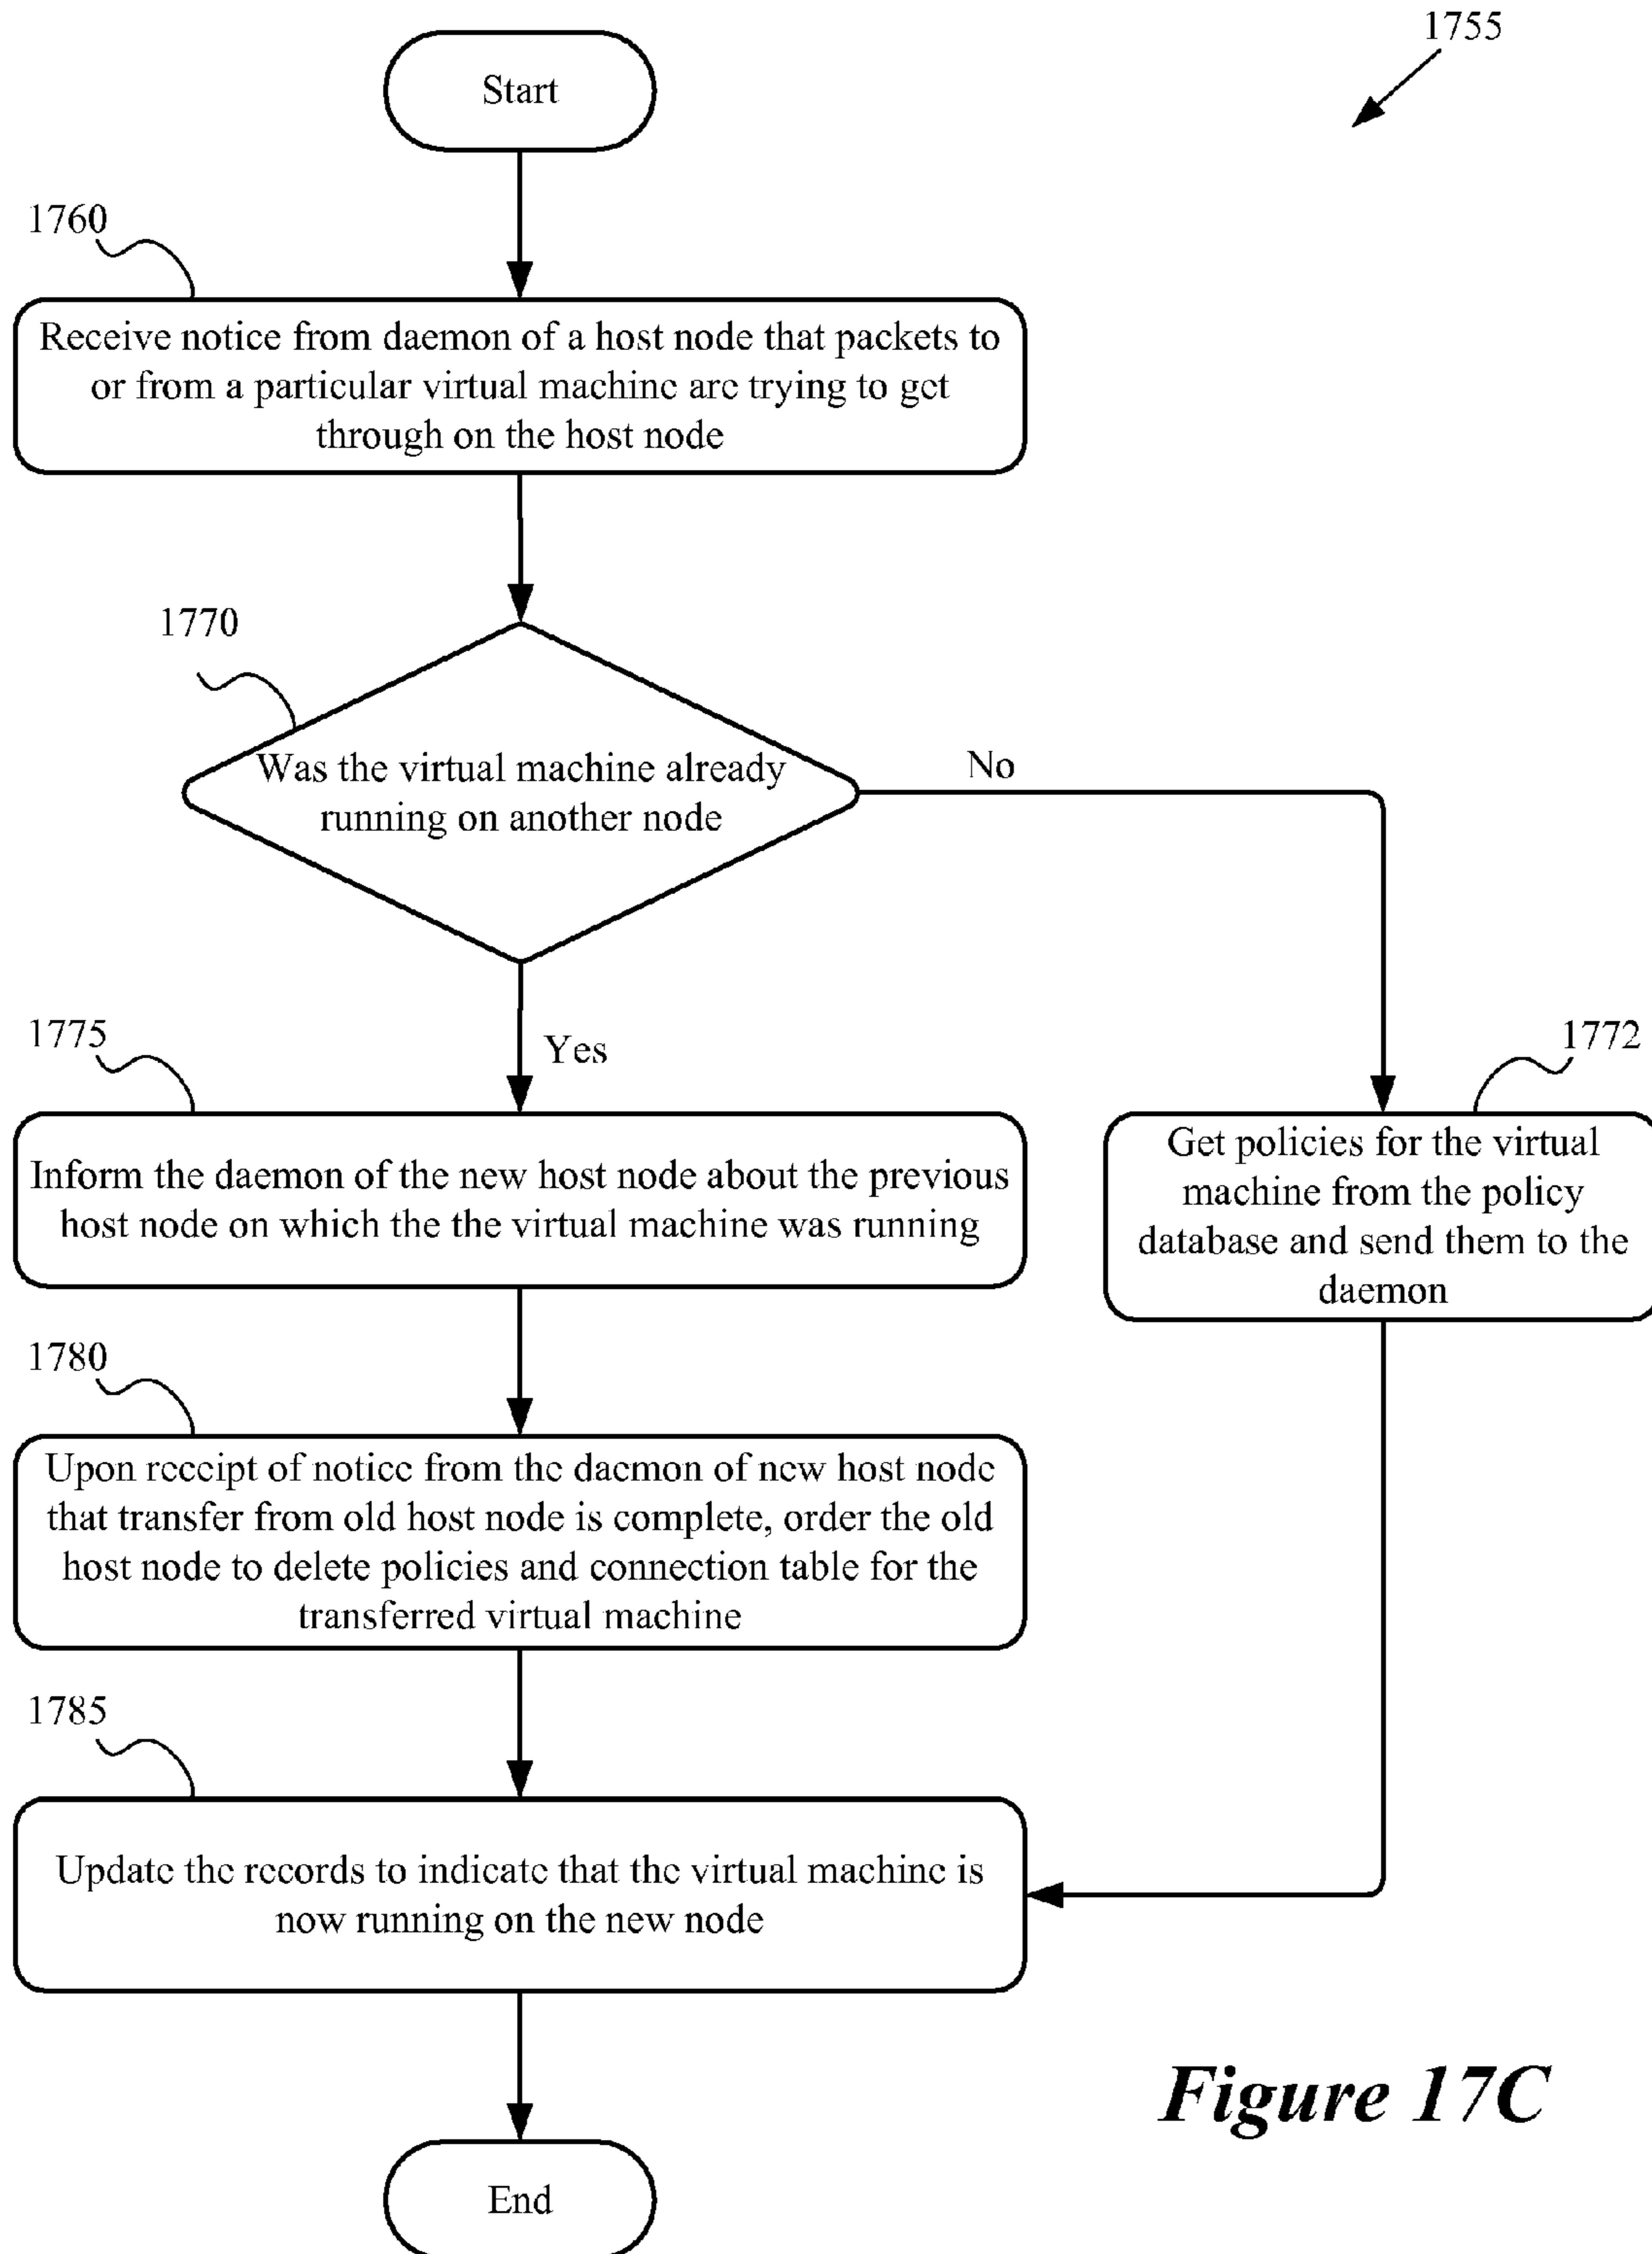 1755
Start
1760
Receive notice from daemon of a host node that packets to
or from a particular virtual machine are trying to get
through on the host node
1770
Was the virtual machine already
running on another node
No
Yes
1775
Inform the daemon of the new host node about the previous
host node on which the the virtual machine was running
1772
Get policies for the virtual
machine from the policy
database and send them to the
daemon
1780
Upon receipt of notice from the daemon of new host node
that transfer from old host node is complete, order the old
host node to delete policies and connection table for the
transferred virtual machine
1785
Update the records to indicate that the virtual machine is
now running on the new node
End
Figure 17C